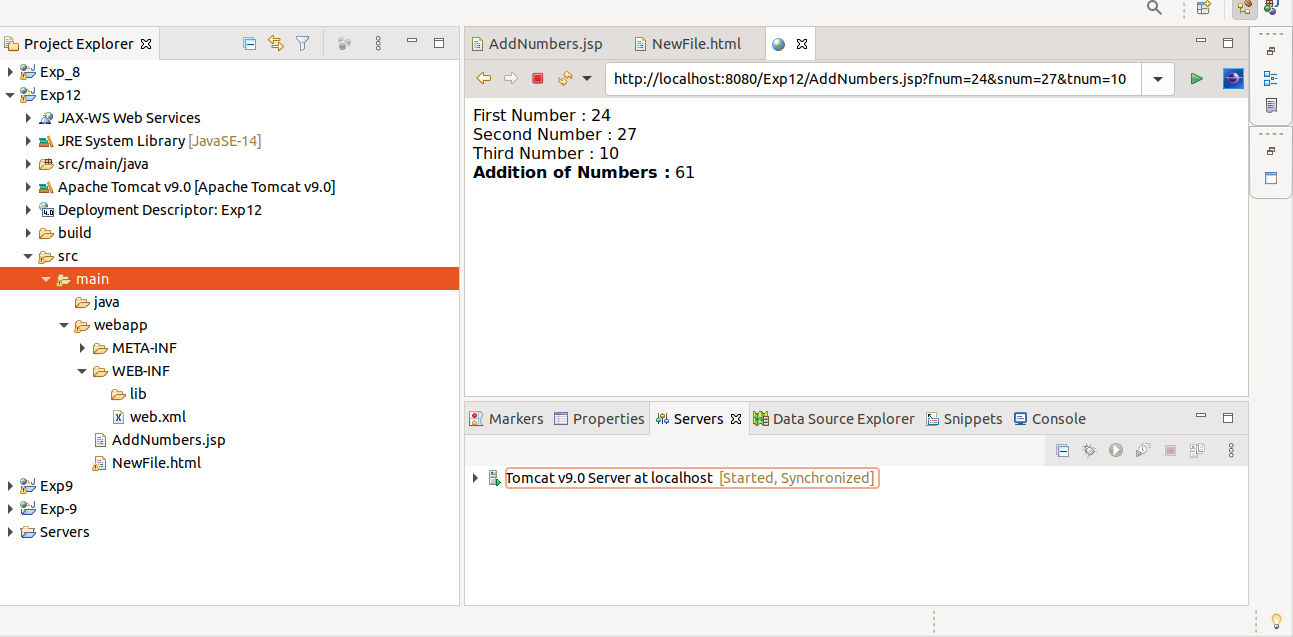 Project Explorer
Exp_8
Exp12
JAX-WS Web Services
JRE System Library [JavaSE-14]
src/main/java
Apache Tomcat v9.0 [Apache Tomcat v9.0]
Deployment Descriptor: Exp12
build
src
main
java
webapp
META-INF
WEB-INF
lib
web.xml
AddNumbers.jsp
NewFile.html
Exp9
Exp-9
Servers
AddNumbers.jsp NewFile.html
http://localhost:8080/Exp12/AddNumbers.jsp?fnum=24&snum=27&tnum=10
First Number : 24
Second Number : 27
Third Number : 10
Addition of Numbers : 61
Markers Properties Servers Data Source Explorer Snippets Console
Tomcat v9.0 Server at localhost [Started, Synchronized]